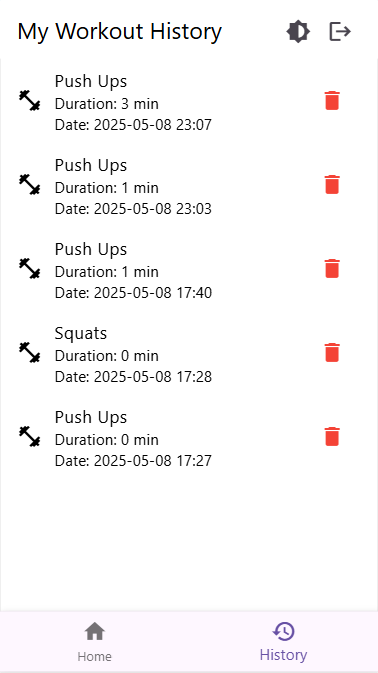 My Workout History
Push Ups
Duration: 3 min
Date: 2025-05-08 23:07
Push Ups
Duration: 1 min
Date: 2025-05-08 23:03
Push Ups
Duration: 1 min
Date: 2025-05-08 17:40
Squats
Duration: 0 min
Date: 2025-05-08 17:28
Push Ups
Duration: 0 min
Date: 2025-05-08 17:27
Home
History